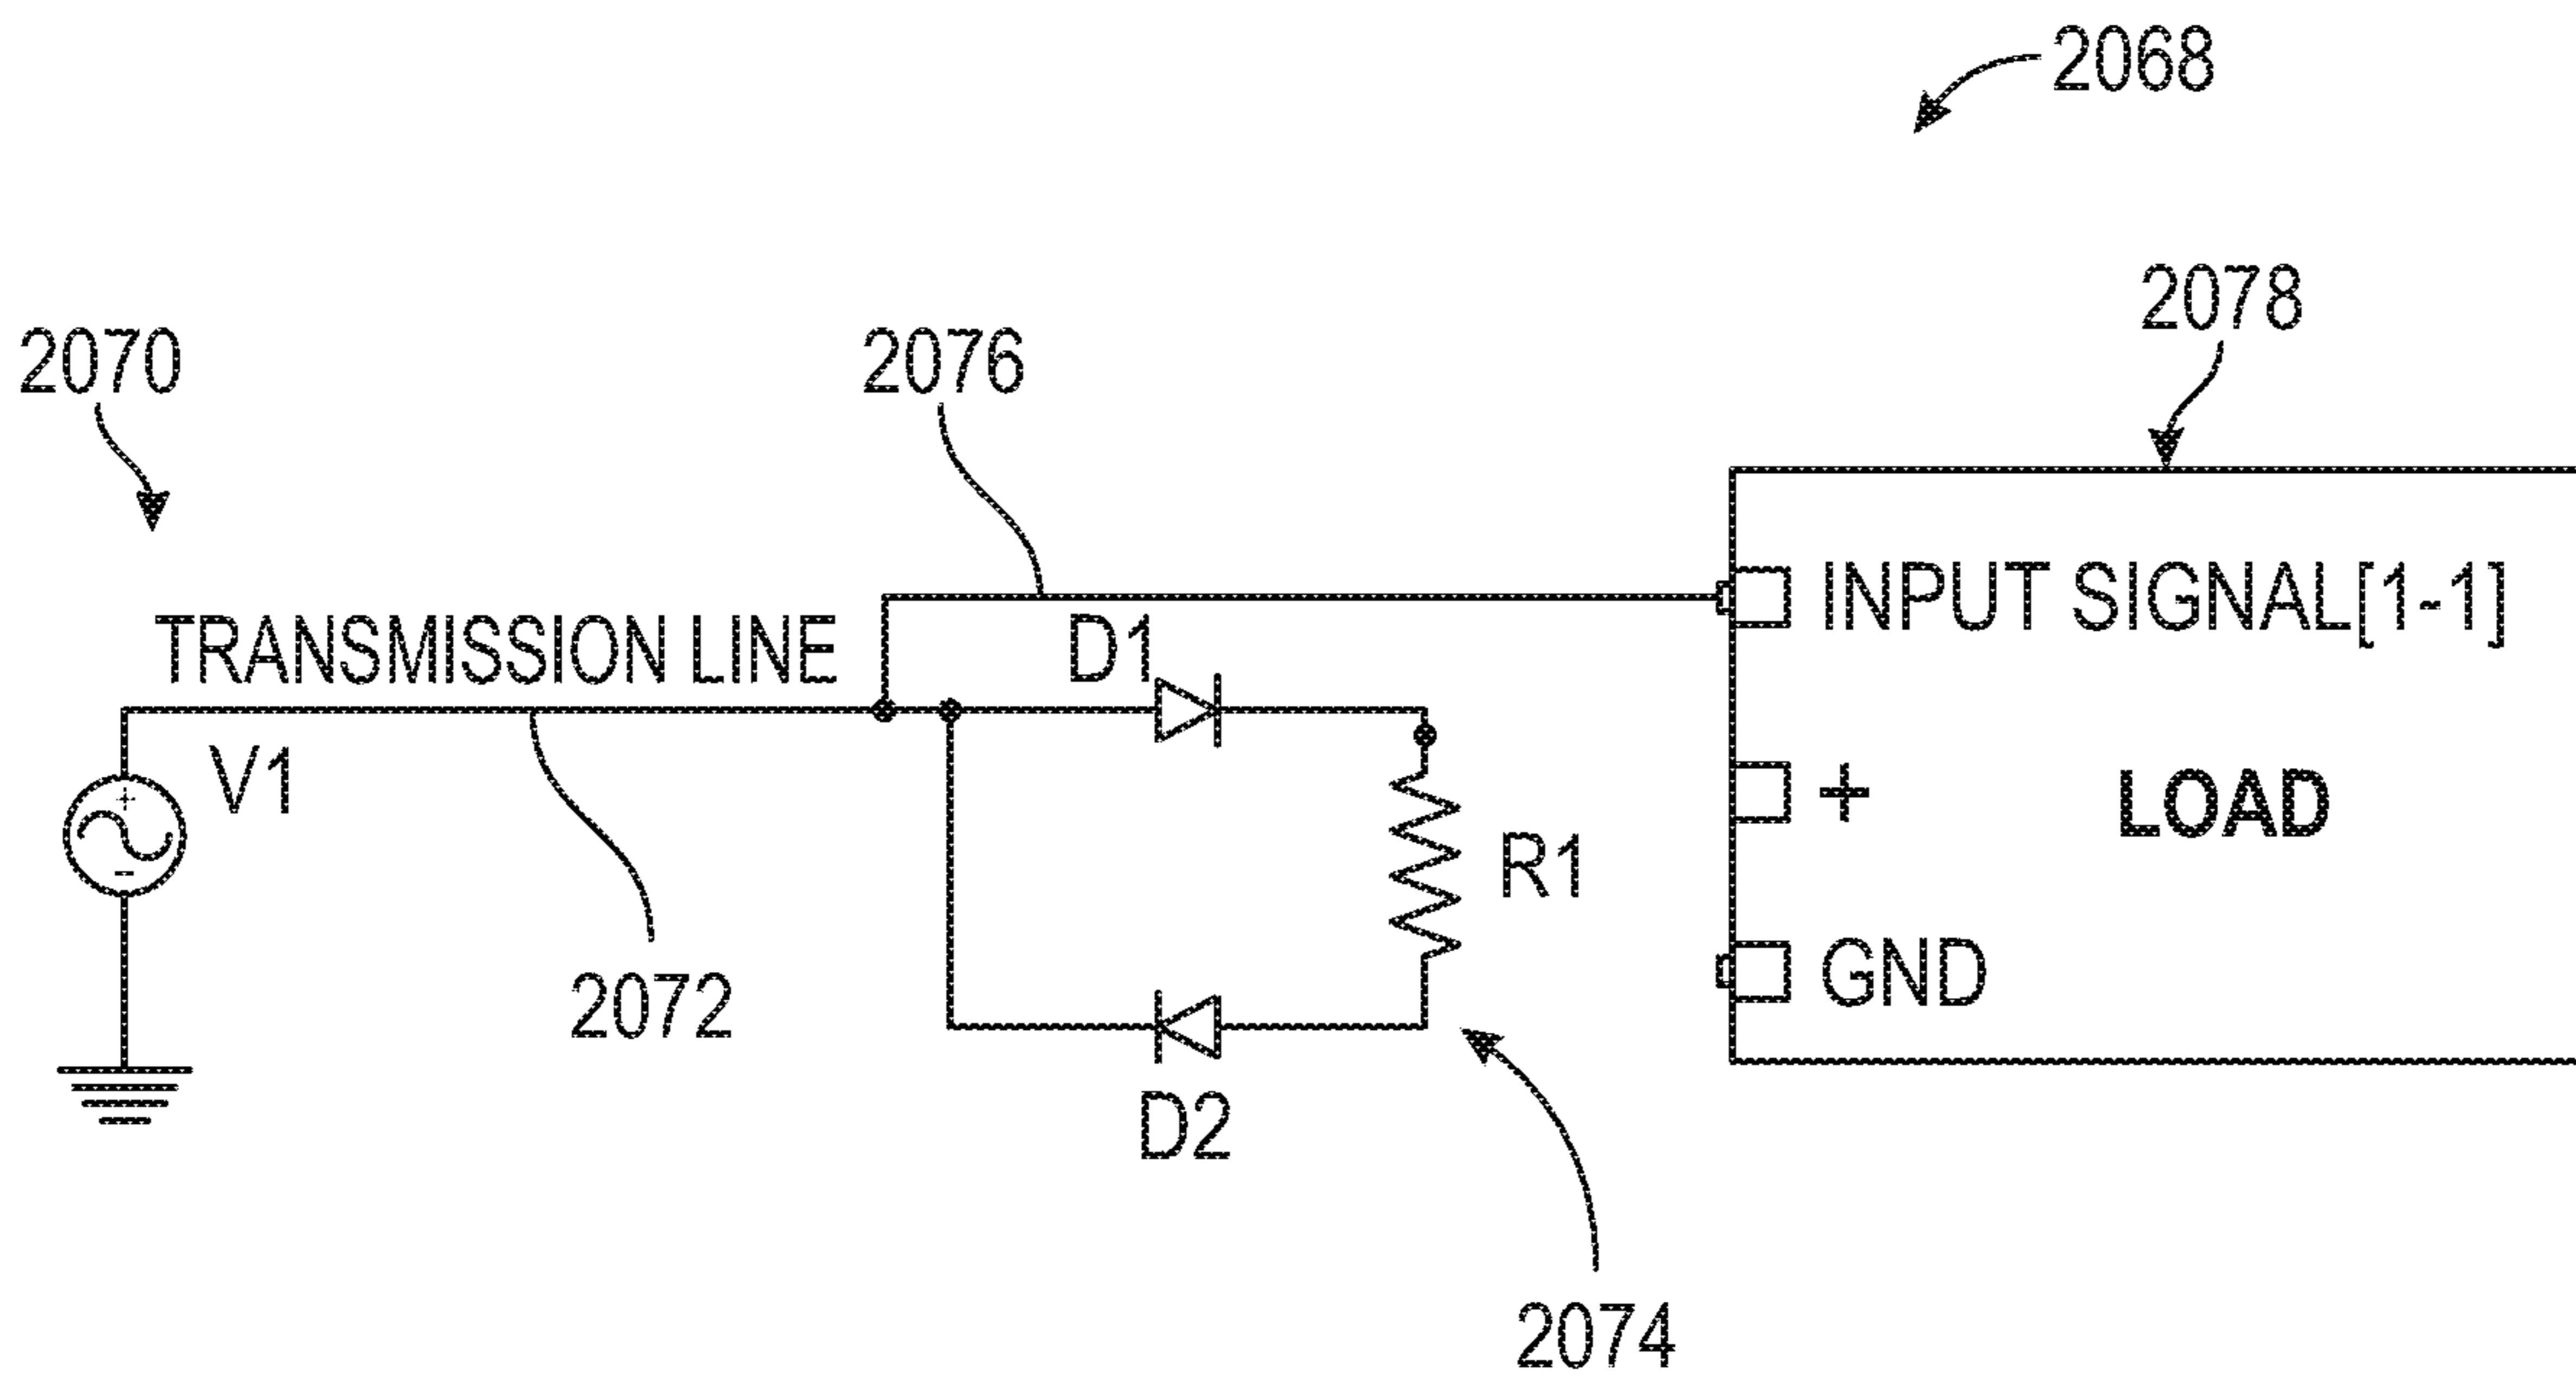 2068
2078
2070
2076
INPUT SIGNAL[1-1]
TRANSMISSION LINE
D1
V1
+
LOAD
+
-
R1
GND
2072
D2
2074